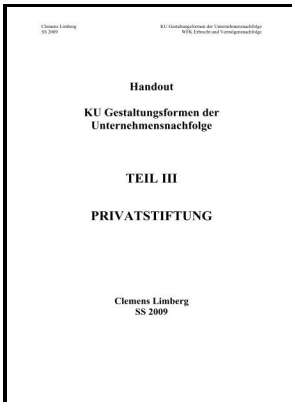 Clemens Limberg
SS 2009
KU Gestaltungsformen der Unternehmensnachfolge
WFK Erbrecht und Vermögensnachfolge
Handout
KU Gestaltungsformen der
Unternehmensnachfolge
TEIL III
PRIVATSTIFTUNG
Clemens Limberg
SS 2009